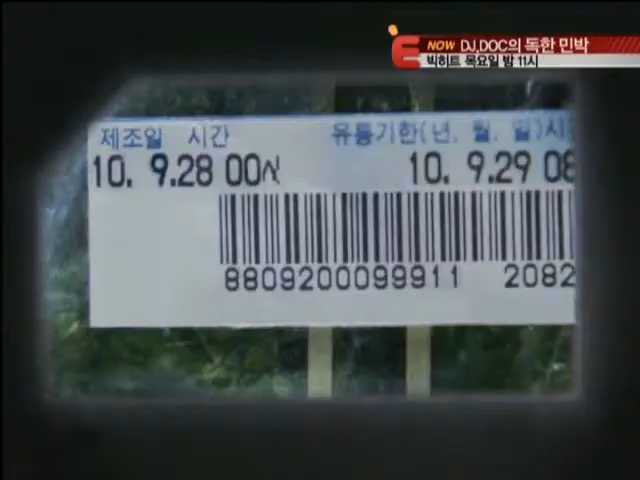 NOW DJ.DOC의 독한 민박
빅히트 목요일 밤 11시
제조일 시간 유통기한(년. 월. 일)시
10. 9.28 00시 10. 9.29 08
8809200099911 2082